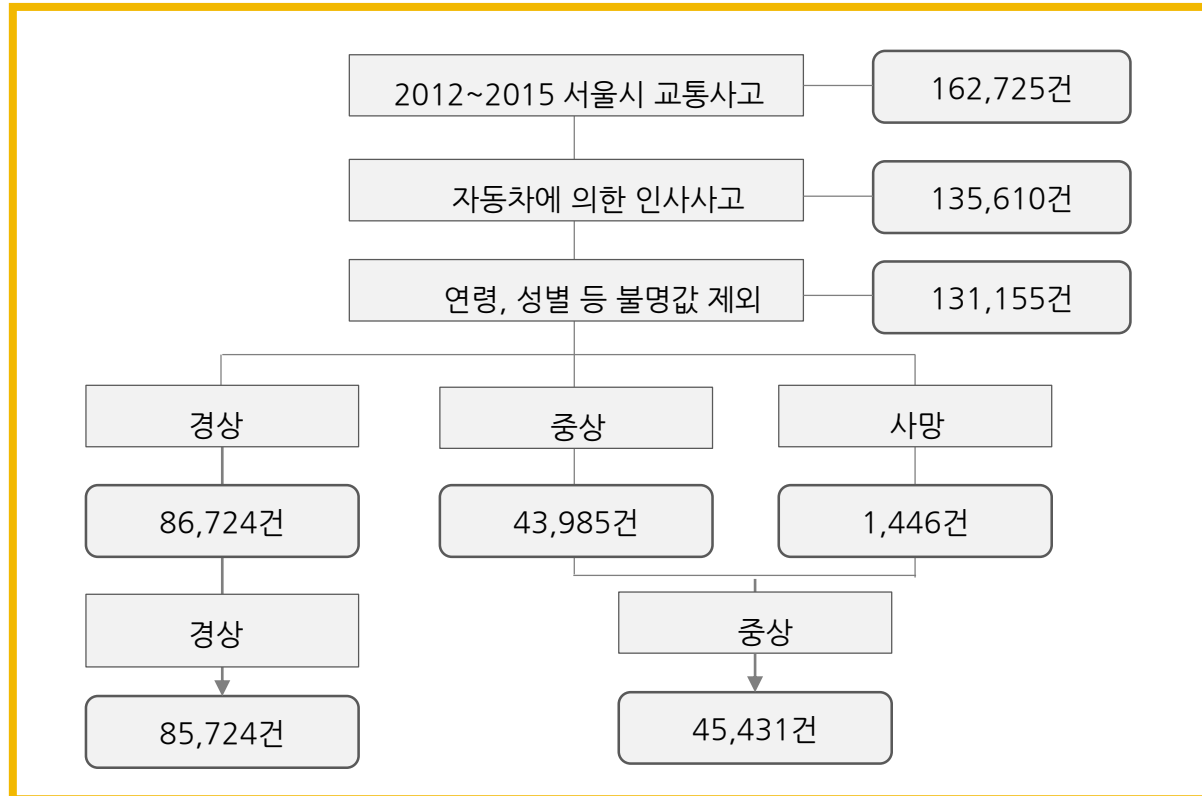 2012~2015 서울시 교통사고
162,725건
자동차에 의한 인사사고
135,610건
연령, 성별 등 불명값 제외
131,155건
경상
중상
사망
86,724건
43,985건
1,446건
경상
중상
85,724건
45,431건